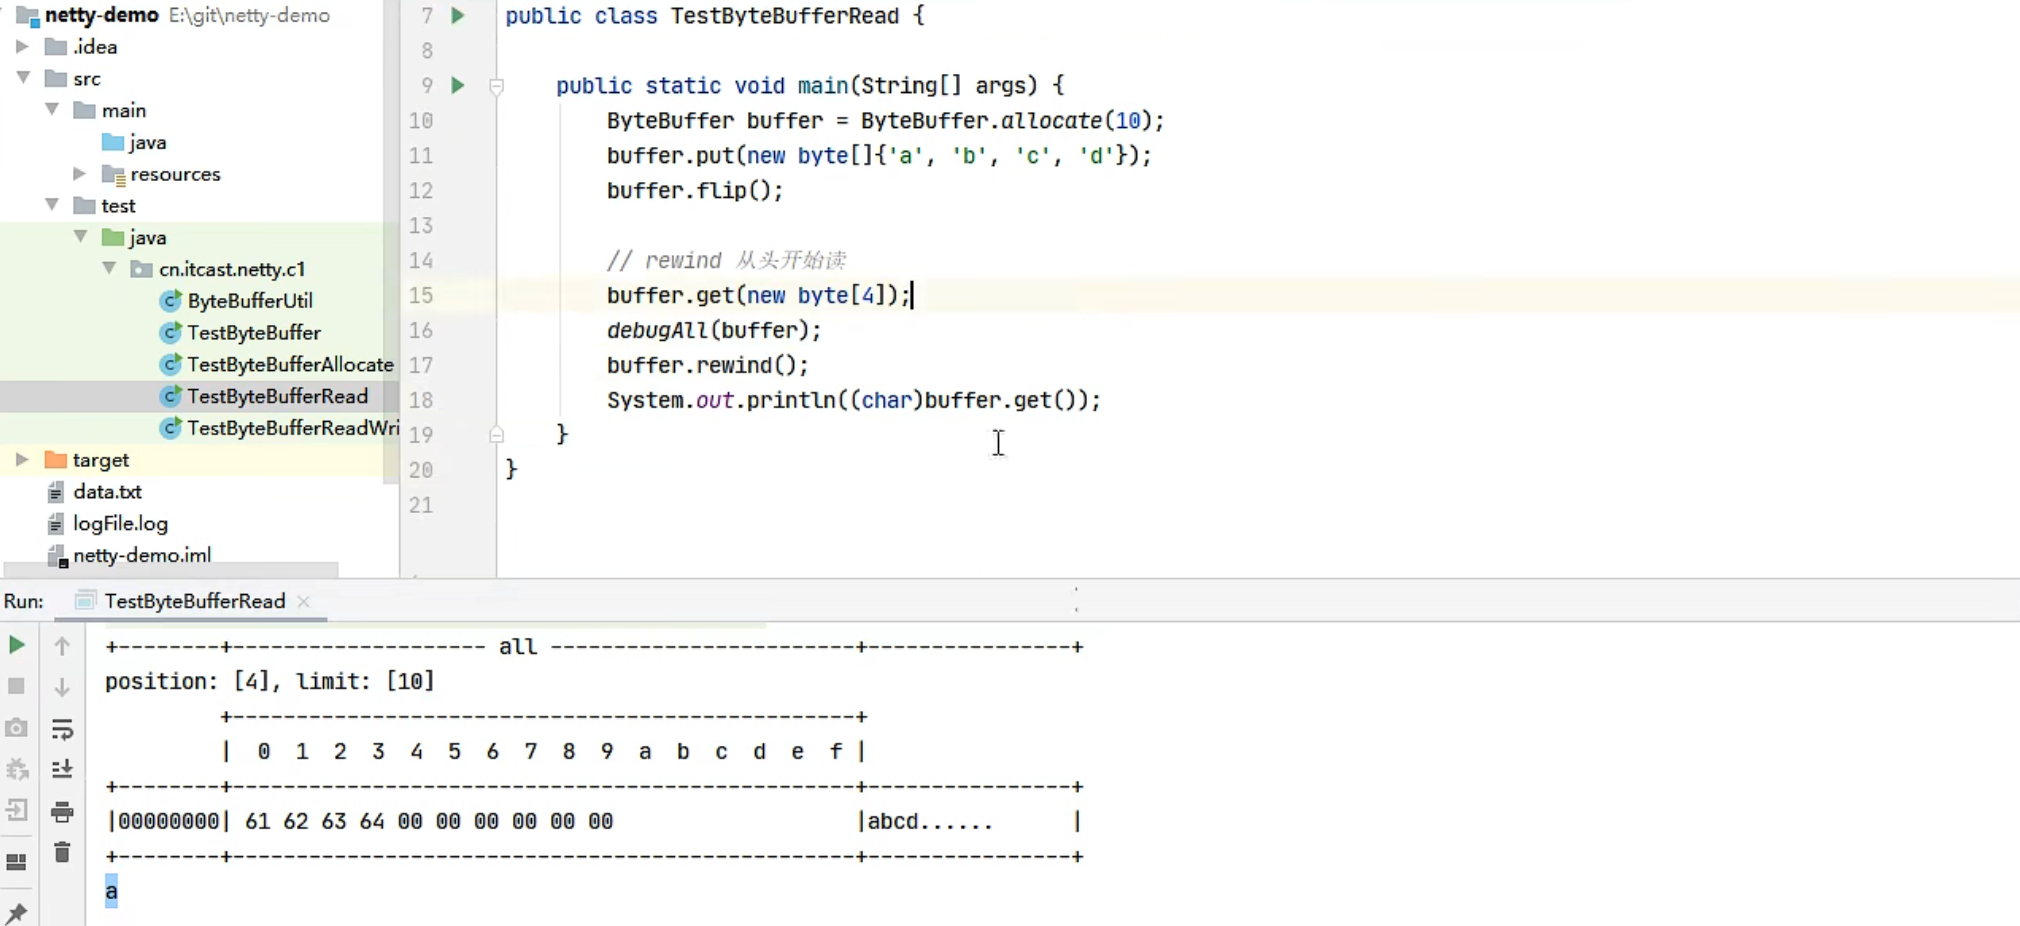 netty-demo E:\git\netty-demo
.idea
src
main
java
resources
test
java
cn.itcast.netty.c1
ByteBufferUtil
TestByteBuffer
TestByteBufferAllocate
TestByteBufferRead
TestByteBufferReadWri
target
data.txt
logFile.log
netty-demo.iml
7 public class TestByteBufferRead {
8
9 public static void main(String[] args) {
10 ByteBuffer buffer = ByteBuffer.allocate(10);
11 buffer.put(new byte[]{'a', 'b', 'c', 'd'});
12 buffer.flip();
13
14 // rewind 从头开始读
15 buffer.get(new byte[4]);
16 debugAll(buffer);
17 buffer.rewind();
18 System.out.println((char)buffer.get());
19 }
20 }
21
Run: TestByteBufferRead
+--------+-------------------- all ------------------------+----------------+
position: [4], limit: [10]
+-------------------------------------------------+
| 0 1 2 3 4 5 6 7 8 9 a b c d e f |
+--------+-------------------------------------------------+----------------+
|00000000| 61 62 63 64 00 00 00 00 00 00 |abcd...... |
+--------+-------------------------------------------------+----------------+
a